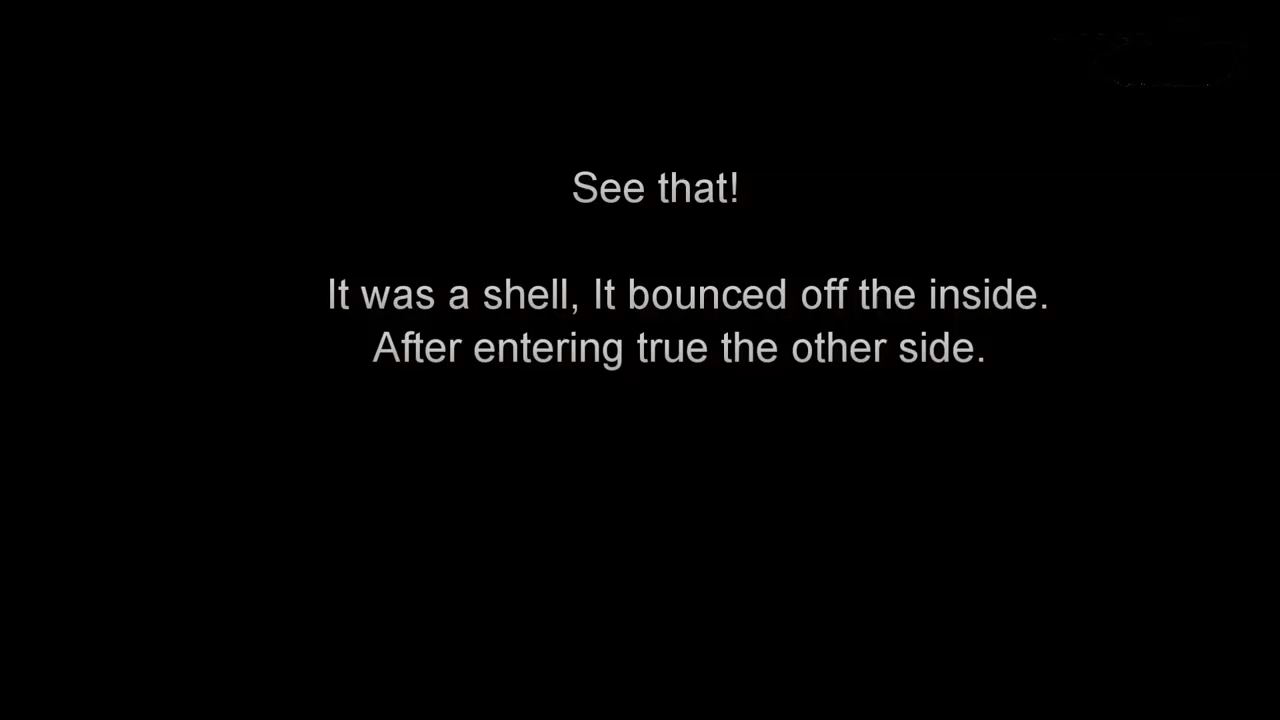 See that!
It was a shell, It bounced off the inside.
After entering true the other side.